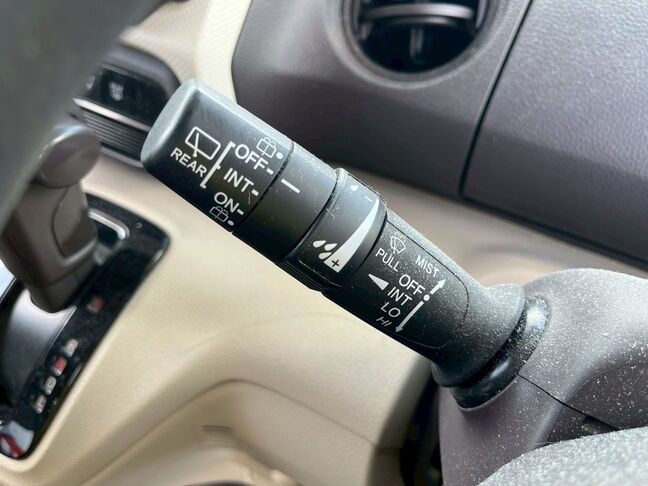 REAR
OFF
INT
ON
PULL
MIST
OFF
INT
LO
HI